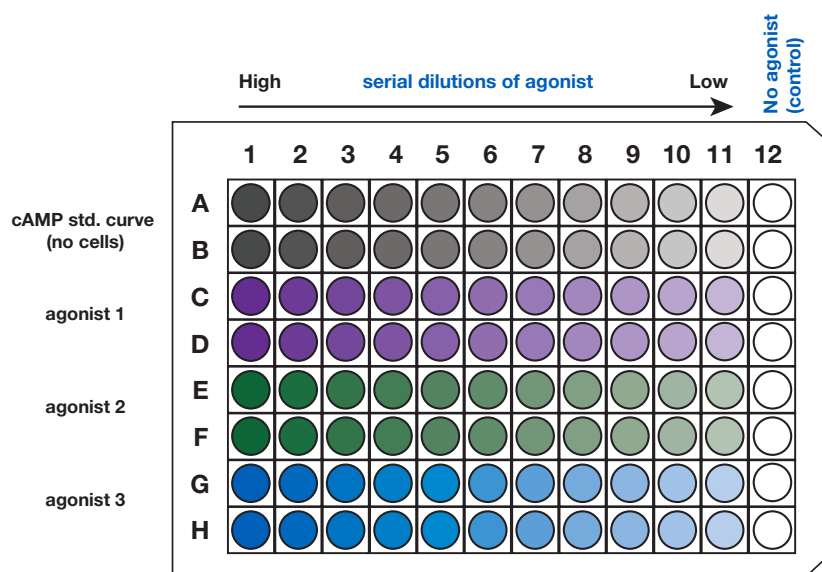 No agonist
(control)
High serial dilutions of agonist Low
1 2 3 4 5 6 7 8 9 10 11 12
cAMP std. curve
(no cells)
A
B
agonist 1
C
D
agonist 2
E
F
agonist 3
G
H